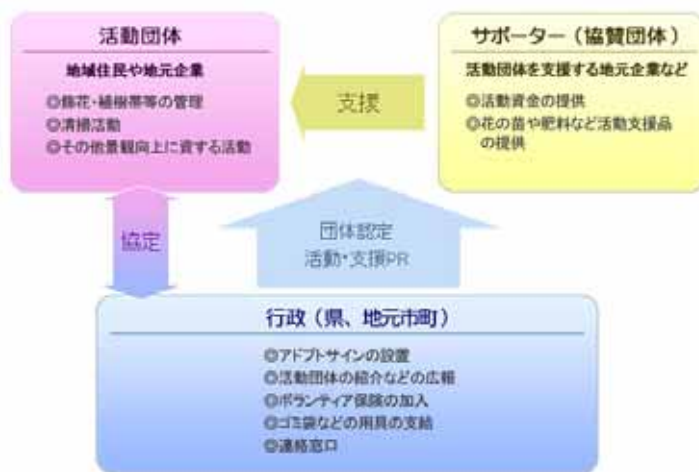 活動団体
地域住民や地元企業
◎飾花・植樹帯等の管理
◎清掃活動
◎その他景観向上に資する活動
サポーター（協賛団体）
活動団体を支援する地元企業など
◎活動資金の提供
◎花の苗や肥料など活動支援品
の提供
支援
協定
団体認定
活動・支援PR
行政（県、地元市町）
◎アドプトサインの設置
◎活動団体の紹介などの広報
◎ボランティア保険の加入
◎ゴミ袋などの用具の支給
◎連絡窓口